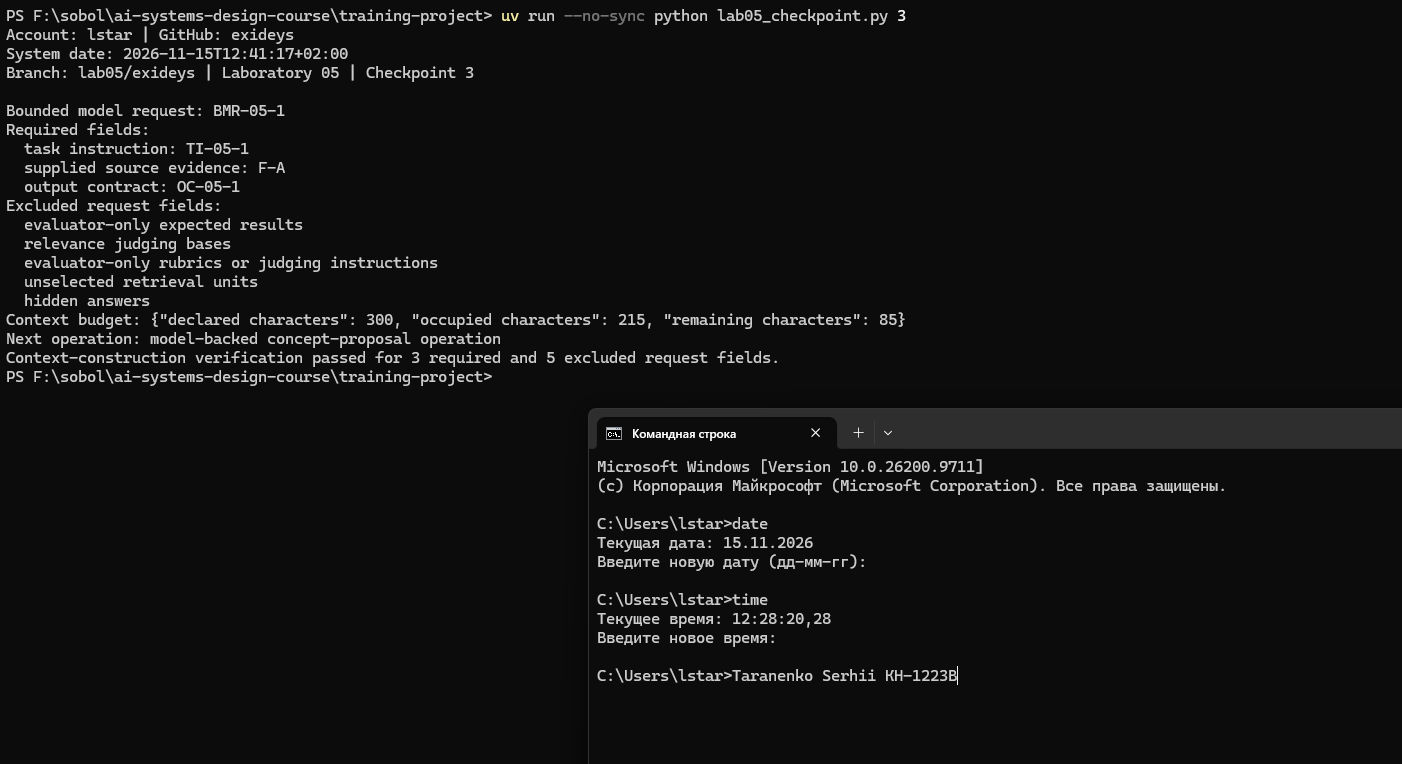 PS F:\sobol\ai-systems-design-course\training-project> uv run --no-sync python lab05_checkpoint.py 3
Account: lstar | GitHub: exideys
System date: 2026-11-15T12:41:17+02:00
Branch: lab05/exideys | Laboratory 05 | Checkpoint 3
Bounded model request: BMR-05-1
Required fields:
  task instruction: TI-05-1
  supplied source evidence: F-A
  output contract: OC-05-1
Excluded request fields:
  evaluator-only expected results
  relevance judging bases
  evaluator-only rubrics or judging instructions
  unselected retrieval units
  hidden answers
Context budget: {"declared characters": 300, "occupied characters": 215, "remaining characters": 85}
Next operation: model-backed concept-proposal operation
Context-construction verification passed for 3 required and 5 excluded request fields.
PS F:\sobol\ai-systems-design-course\training-project>
Командная строка
Microsoft Windows [Version 10.0.26200.9711]
(c) Корпорация Майкрософт (Microsoft Corporation). Все права защищены.
C:\Users\lstar>date
Текущая дата: 15.11.2026
Введите новую дату (дд-мм-гг):
C:\Users\lstar>time
Текущее время: 12:28:20,28
Введите новое время:
C:\Users\lstar>Taranenko Serhii KH-1223B